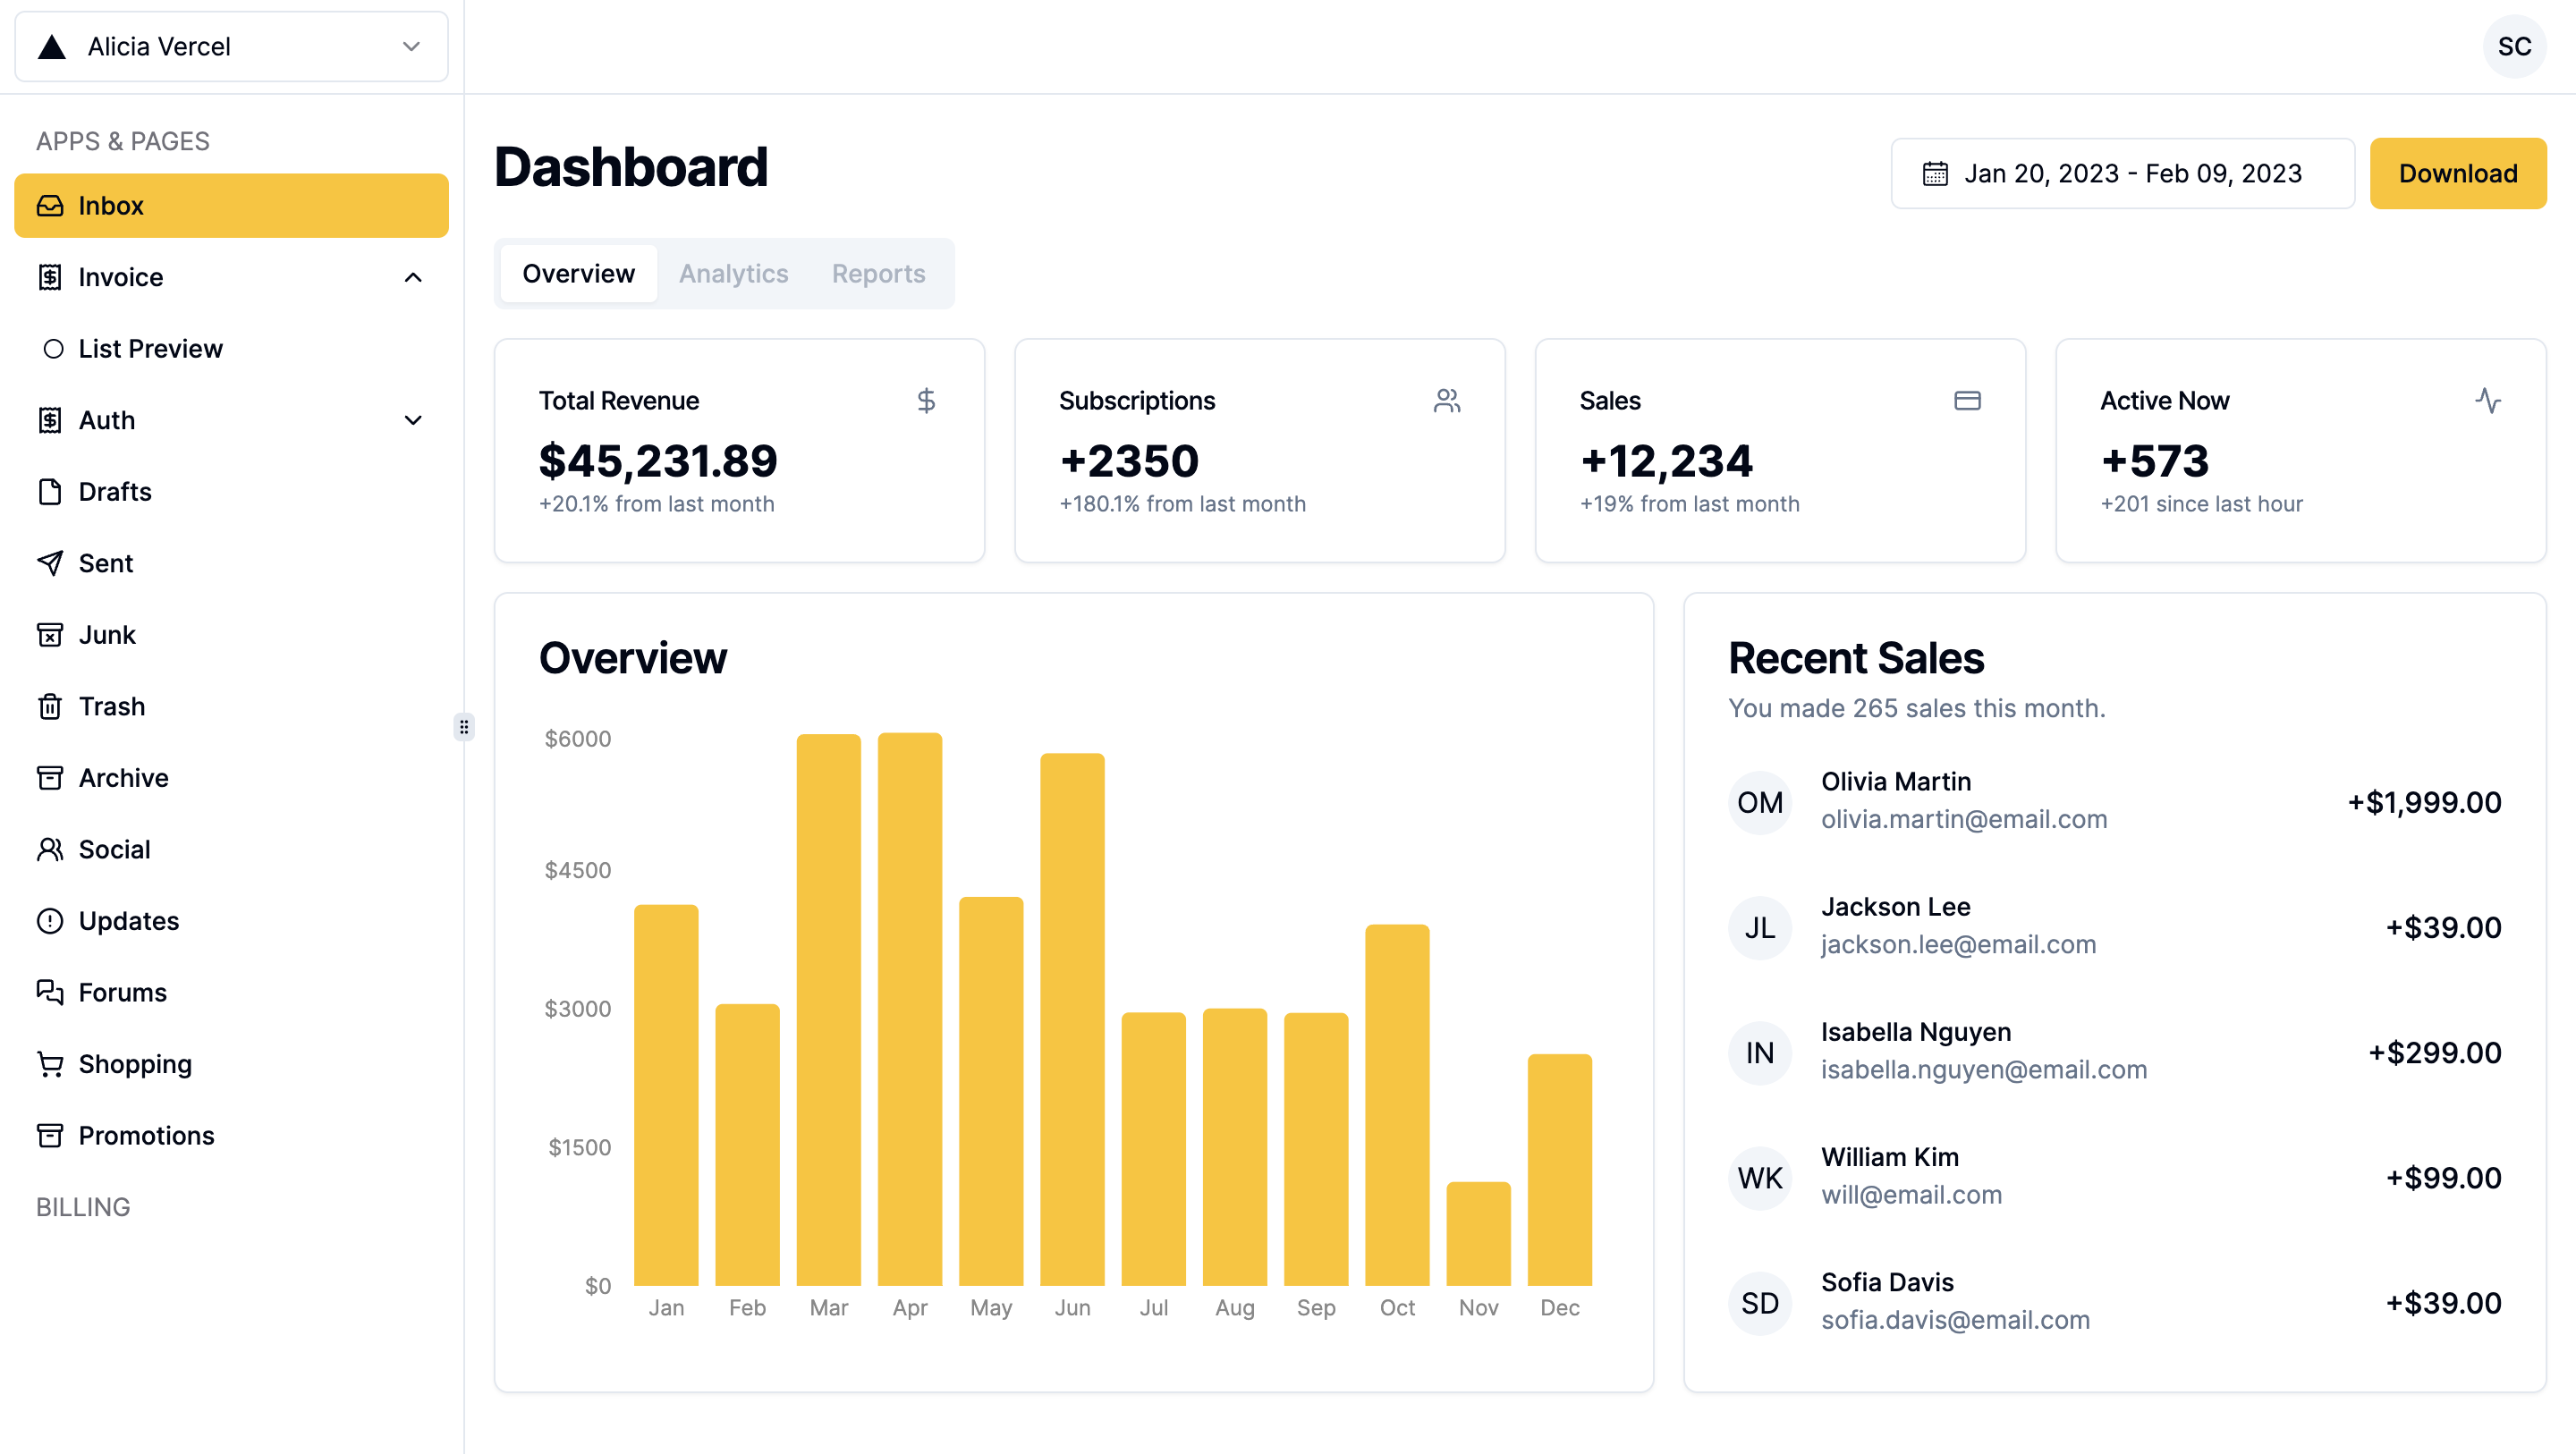 Alicia Vercel
SC
APPS & PAGES
Inbox
Invoice
List Preview
Auth
Drafts
Sent
Junk
Trash
Archive
Social
Updates
Forums
Shopping
Promotions
BILLING
Dashboard
Jan 20, 2023 - Feb 09, 2023
Download
Overview
Analytics
Reports
Total Revenue
$45,231.89
+20.1% from last month
Subscriptions
+2350
+180.1% from last month
Sales
+12,234
+19% from last month
Active Now
+573
+201 since last hour
Overview
$6000
$4500
$3000
$1500
$0
Jan Feb Mar Apr May Jun Jul Aug Sep Oct Nov Dec
Recent Sales
You made 265 sales this month.
OM
Olivia Martin
olivia.martin@email.com
+$1,999.00
JL
Jackson Lee
jackson.lee@email.com
+$39.00
IN
Isabella Nguyen
isabella.nguyen@email.com
+$299.00
WK
William Kim
will@email.com
+$99.00
SD
Sofia Davis
sofia.davis@email.com
+$39.00